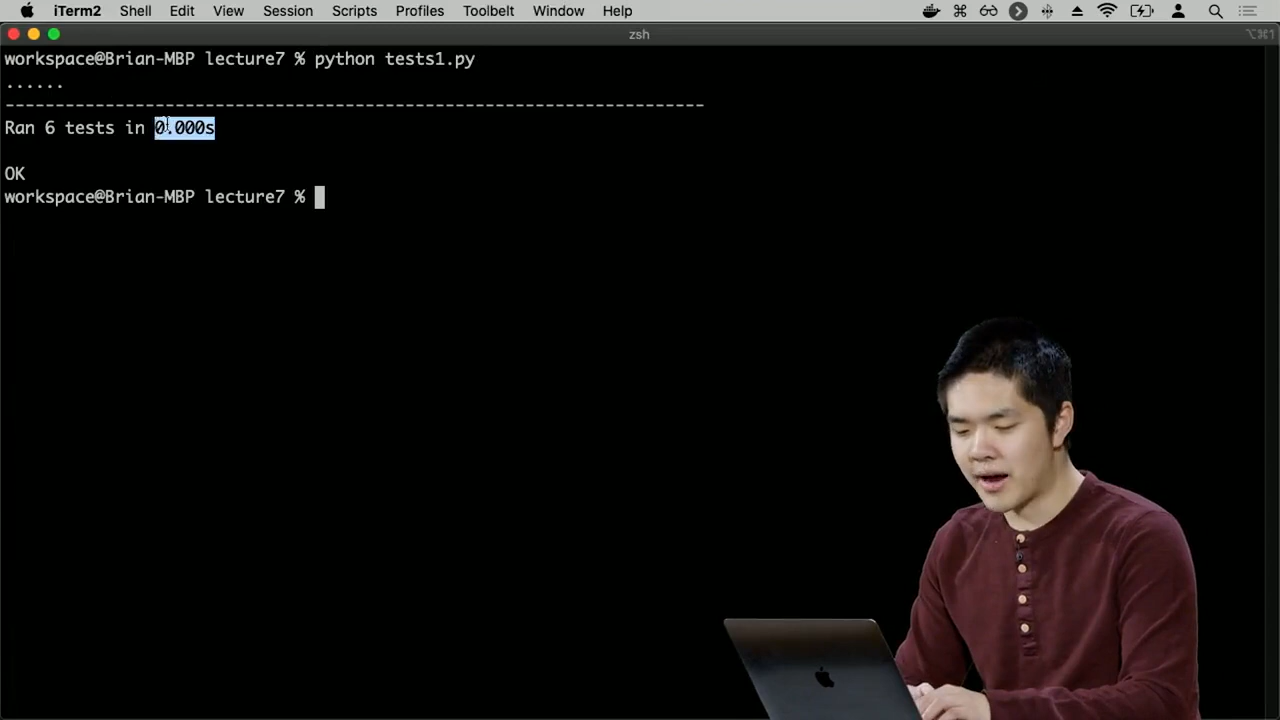 iTerm2 Shell Edit View Session Scripts Profiles Toolbelt Window Help
zsh ⌥⌘1
workspace@Brian-MBP lecture7 % python tests1.py
......
----------------------------------------------------------------------
Ran 6 tests in 0.000s
OK
workspace@Brian-MBP lecture7 %